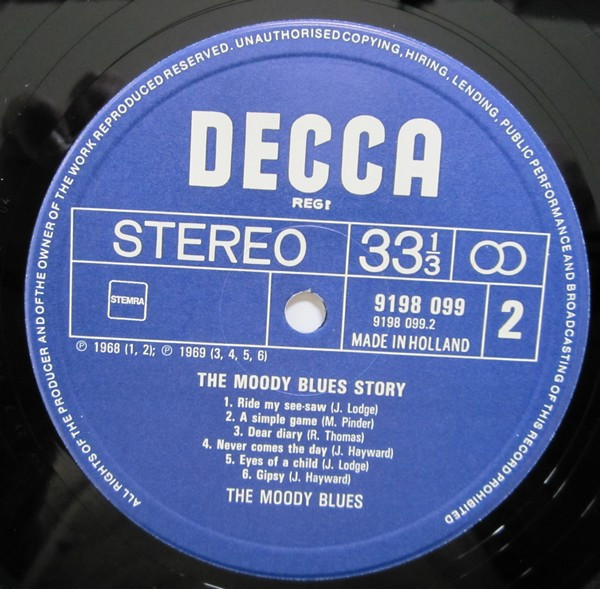 ALL RIGHTS OF THE PRODUCER AND OF THE OWNER OF THE WORK REPRODUCED RESERVED. UNAUTHORISED COPYING, HIRING, LENDING, PUBLIC PERFORMANCE AND BROADCASTING OF THIS RECORD PROHIBITED
DECCA
REGD
STEREO
33 1/3
STEMRA
9198 099
9198 099.2
MADE IN HOLLAND
2
℗ 1968 (1, 2); ℗ 1969 (3, 4, 5, 6)
THE MOODY BLUES STORY
1. Ride my see-saw (J. Lodge)
2. A simple game (M. Pinder)
3. Dear diary (R. Thomas)
4. Never comes the day (J. Hayward)
5. Eyes of a child (J. Lodge)
6. Gipsy (J. Hayward)
THE MOODY BLUES